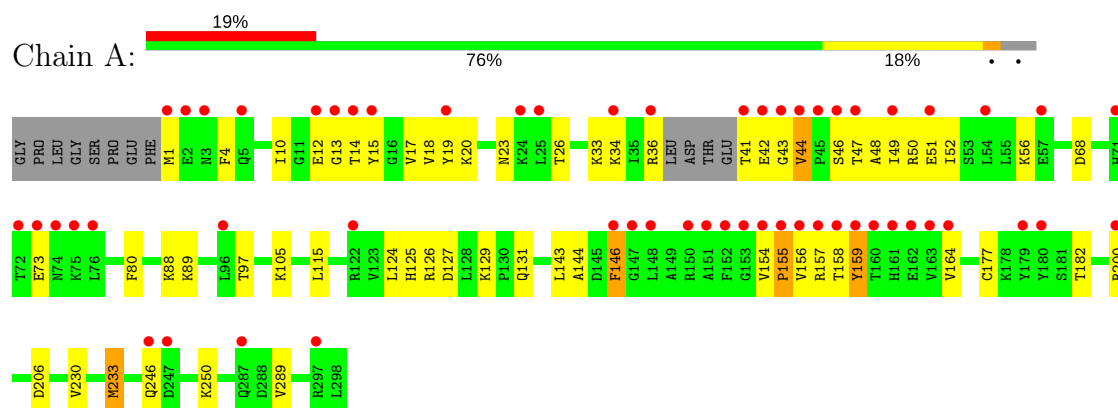 19%
Chain A:
76% 18% • •
GLY PRO LEU GLY SER PRO GLU PHE M1 E2 N3 F4 Q5 I10 G11 E12 G13 T14 Y15 G16 V17 V18 Y19 K20 N23 K24 L25 T26 K33 K34 I35 R36 LEU ASP THR GLU T41 E42 G43 V44 P45 S46 T47 A48 I49 R50 E51 I52 S53 L54 L55 K56 E57 D68 H71
T72 E73 N74 K75 L76 F80 K88 K89 L96 T97 K105 L115 R122 V123 L124 H125 R126 D127 L128 K129 P130 Q131 L143 A144 D145 F146 G147 L148 A149 R150 A151 F152 G153 V154 P155 V156 R157 T158 Y159 T160 H161 E162 V163 V164 C177 K178 Y179 Y180 S181 T182 R200
D206 V230 M233 Q246 D247 K250 Q287 D288 V289 R297 L298